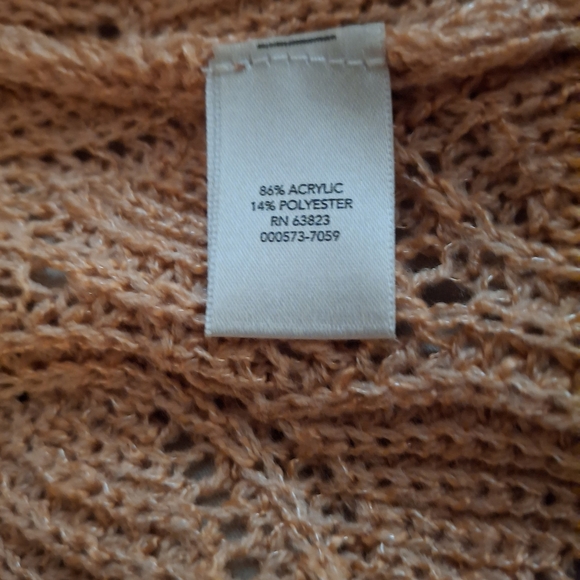 86% ACRYLIC
14% POLYESTER
RN 63823
000573-7059